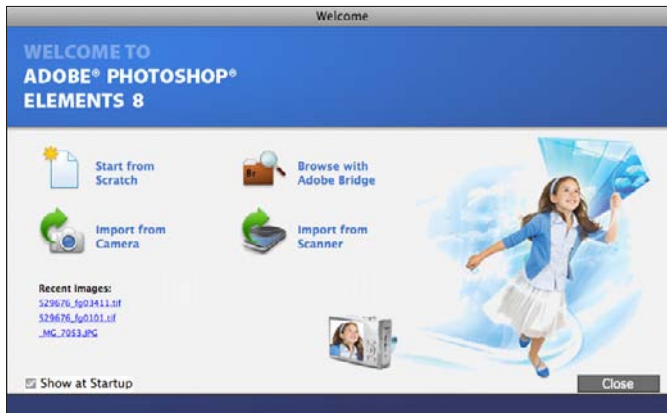 Welcome
WELCOME TO
ADOBE® PHOTOSHOP®
ELEMENTS 8
Start from
Scratch
Br
Browse with
Adobe Bridge
Import from
Camera
Import from
Scanner
Recent Images:
529676_fg03411.tif
529676_fg0101.tif
_MG_7053.JPG
Show at Startup
Close